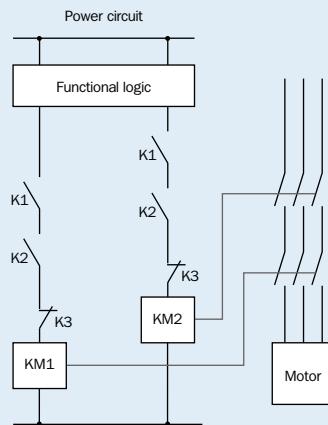 Power circuit
Functional logic
K1
K1
K2
K2
K3
K3
KM2
KM1
Motor